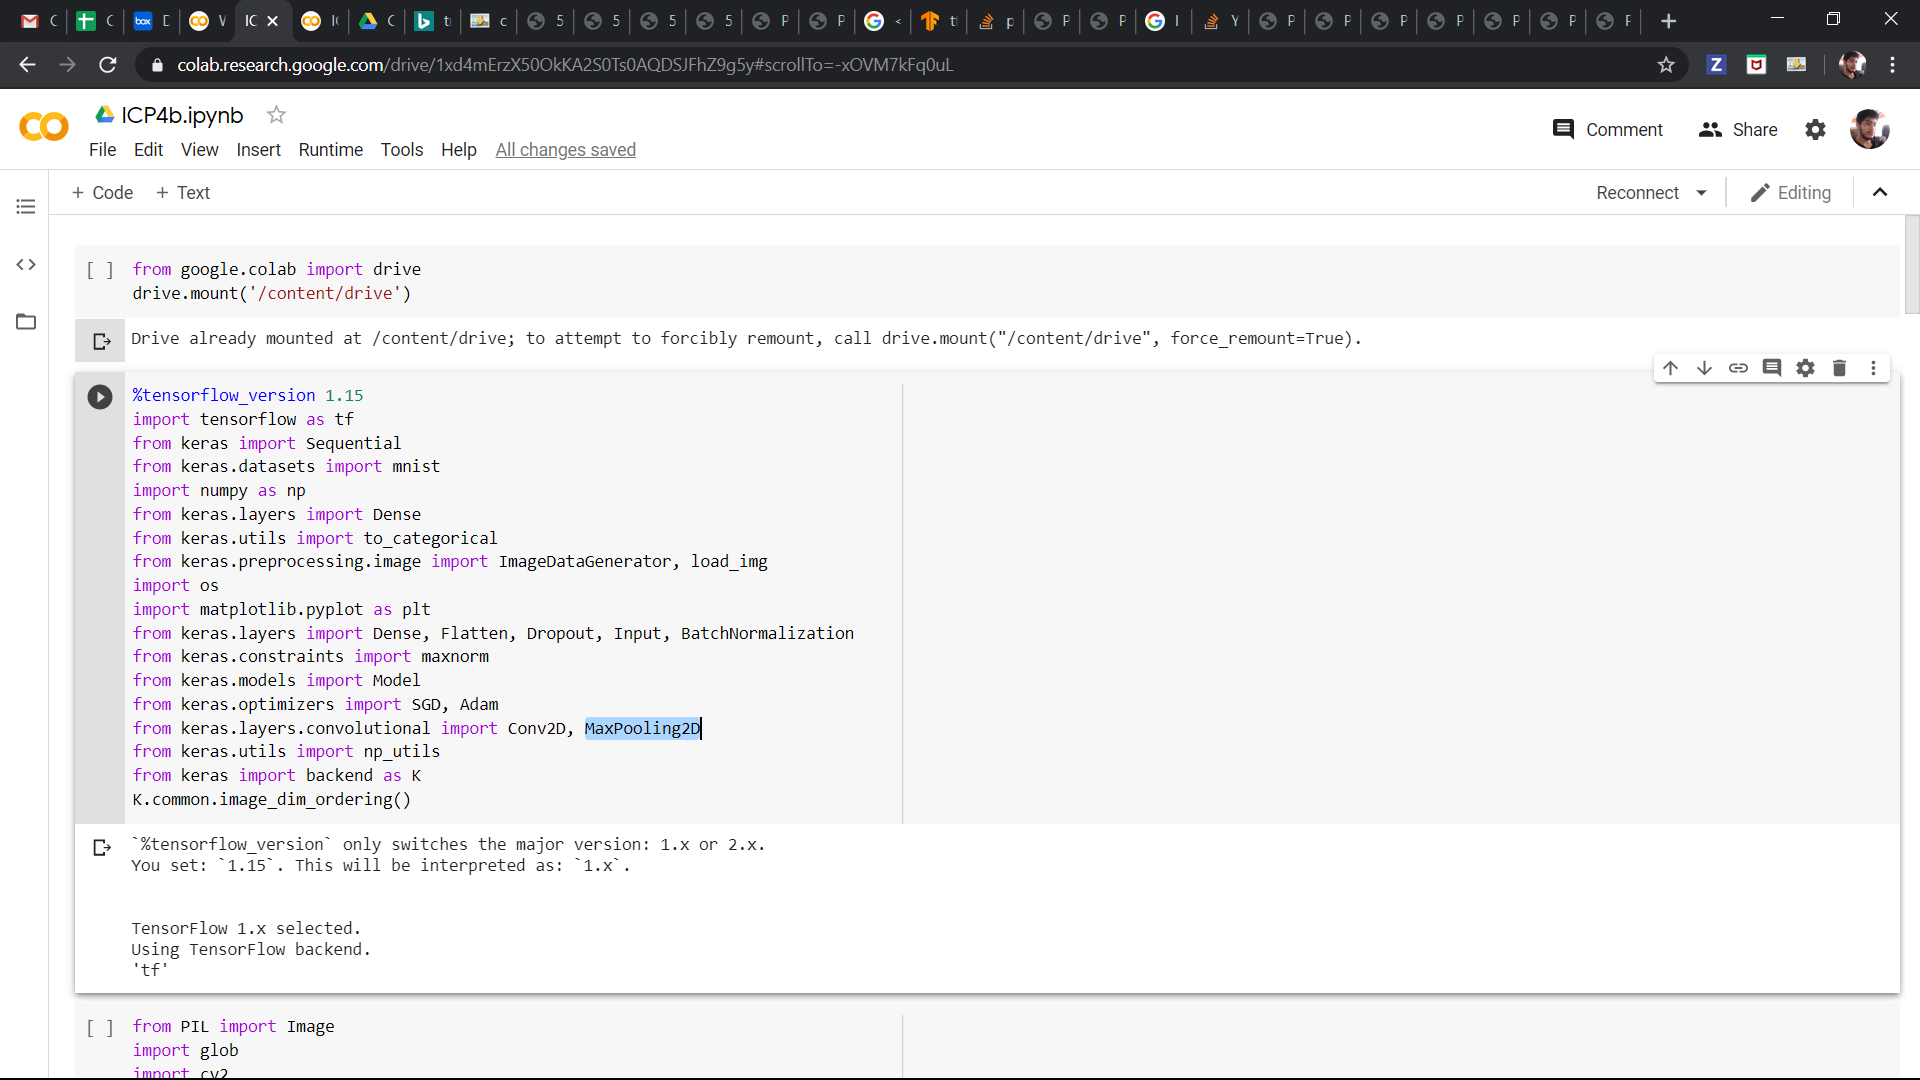 colab.research.google.com/drive/1xd4mErzX50OkKA2S0Ts0AQDSJFhZ9g5y#scrollTo=-xOVM7kFq0uL
ICP4b.ipynb
Comment Share
File Edit View Insert Runtime Tools Help All changes saved
+ Code + Text Reconnect Editing
[ ] from google.colab import drive
drive.mount('/content/drive')
Drive already mounted at /content/drive; to attempt to forcibly remount, call drive.mount("/content/drive", force_remount=True).
%tensorflow_version 1.15
import tensorflow as tf
from keras import Sequential
from keras.datasets import mnist
import numpy as np
from keras.layers import Dense
from keras.utils import to_categorical
from keras.preprocessing.image import ImageDataGenerator, load_img
import os
import matplotlib.pyplot as plt
from keras.layers import Dense, Flatten, Dropout, Input, BatchNormalization
from keras.constraints import maxnorm
from keras.models import Model
from keras.optimizers import SGD, Adam
from keras.layers.convolutional import Conv2D, MaxPooling2D
from keras.utils import np_utils
from keras import backend as K
K.common.image_dim_ordering()
`%tensorflow_version` only switches the major version: 1.x or 2.x.
You set: `1.15`. This will be interpreted as: `1.x`.
TensorFlow 1.x selected.
Using TensorFlow backend.
'tf'
[ ] from PIL import Image
import glob
import cv2